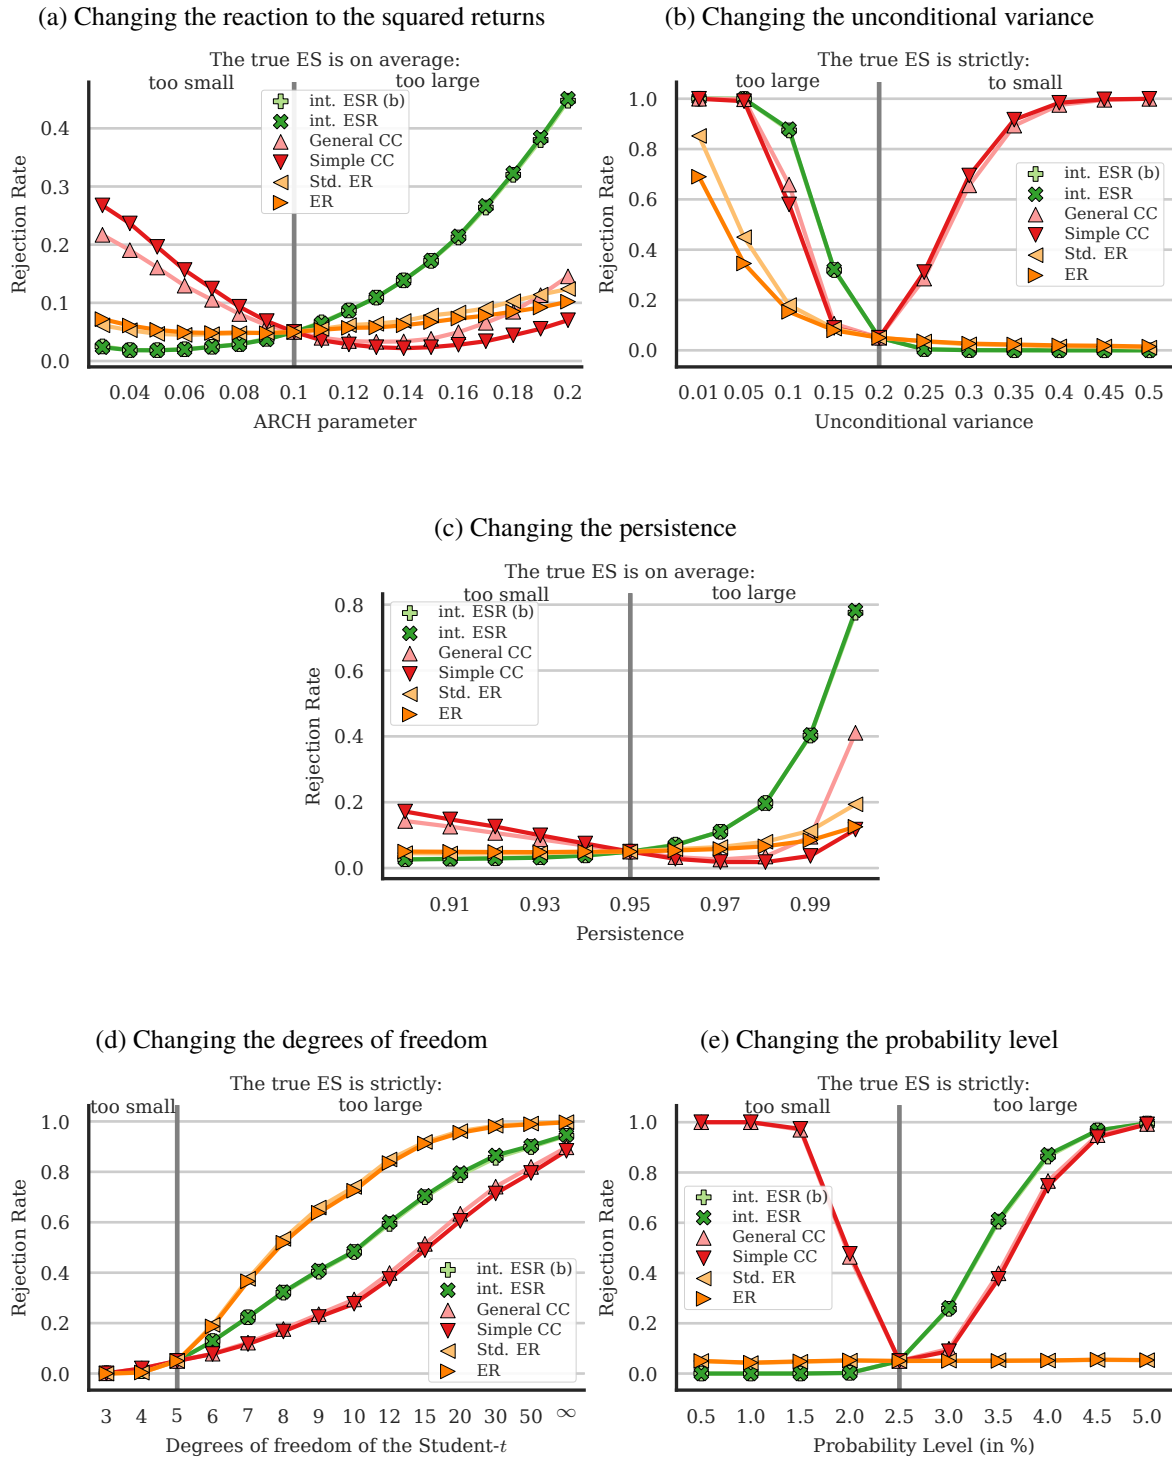 (a) Changing the reaction to the squared returns
The true ES is on average:
too small too large
0.4
0.3
0.2
0.1
0.0
Rejection Rate
int. ESR (b)
int. ESR
General CC
Simple CC
Std. ER
ER
0.04 0.06 0.08 0.1 0.12 0.14 0.16 0.18 0.2
ARCH parameter
(b) Changing the unconditional variance
The true ES is strictly:
too large to small
1.0
0.8
0.6
0.4
0.2
0.0
Rejection Rate
int. ESR (b)
int. ESR
General CC
Simple CC
Std. ER
ER
0.01 0.05 0.1 0.15 0.2 0.25 0.3 0.35 0.4 0.45 0.5
Unconditional variance
(c) Changing the persistence
The true ES is on average:
too small too large
0.8
0.6
0.4
0.2
0.0
Rejection Rate
int. ESR (b)
int. ESR
General CC
Simple CC
Std. ER
ER
0.91 0.93 0.95 0.97 0.99
Persistence
(d) Changing the degrees of freedom
The true ES is strictly:
too small too large
1.0
0.8
0.6
0.4
0.2
0.0
Rejection Rate
int. ESR (b)
int. ESR
General CC
Simple CC
Std. ER
ER
3 4 5 6 7 8 9 10 12 15 20 30 50 ∞
Degrees of freedom of the Student-t
(e) Changing the probability level
The true ES is strictly:
too small too large
1.0
0.8
0.6
0.4
0.2
0.0
Rejection Rate
int. ESR (b)
int. ESR
General CC
Simple CC
Std. ER
ER
0.5 1.0 1.5 2.0 2.5 3.0 3.5 4.0 4.5 5.0
Probability Level (in %)